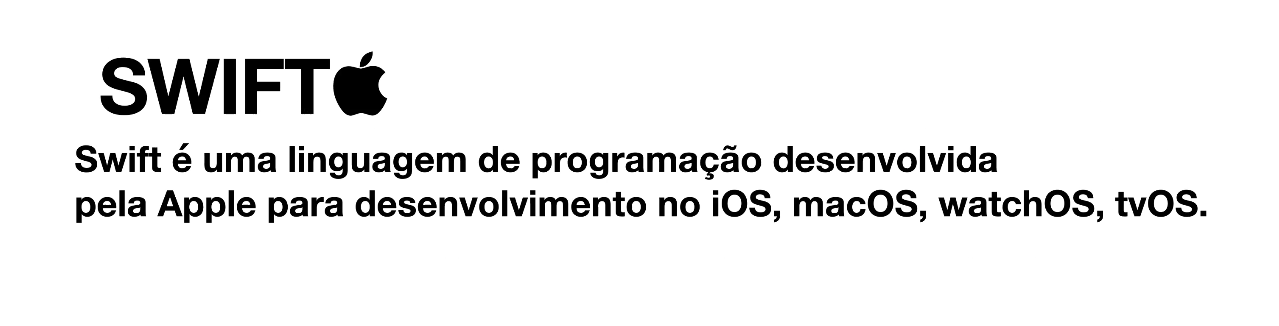 SWIFT
Swift é uma linguagem de programação desenvolvida
pela Apple para desenvolvimento no iOS, macOS, watchOS, tvOS.